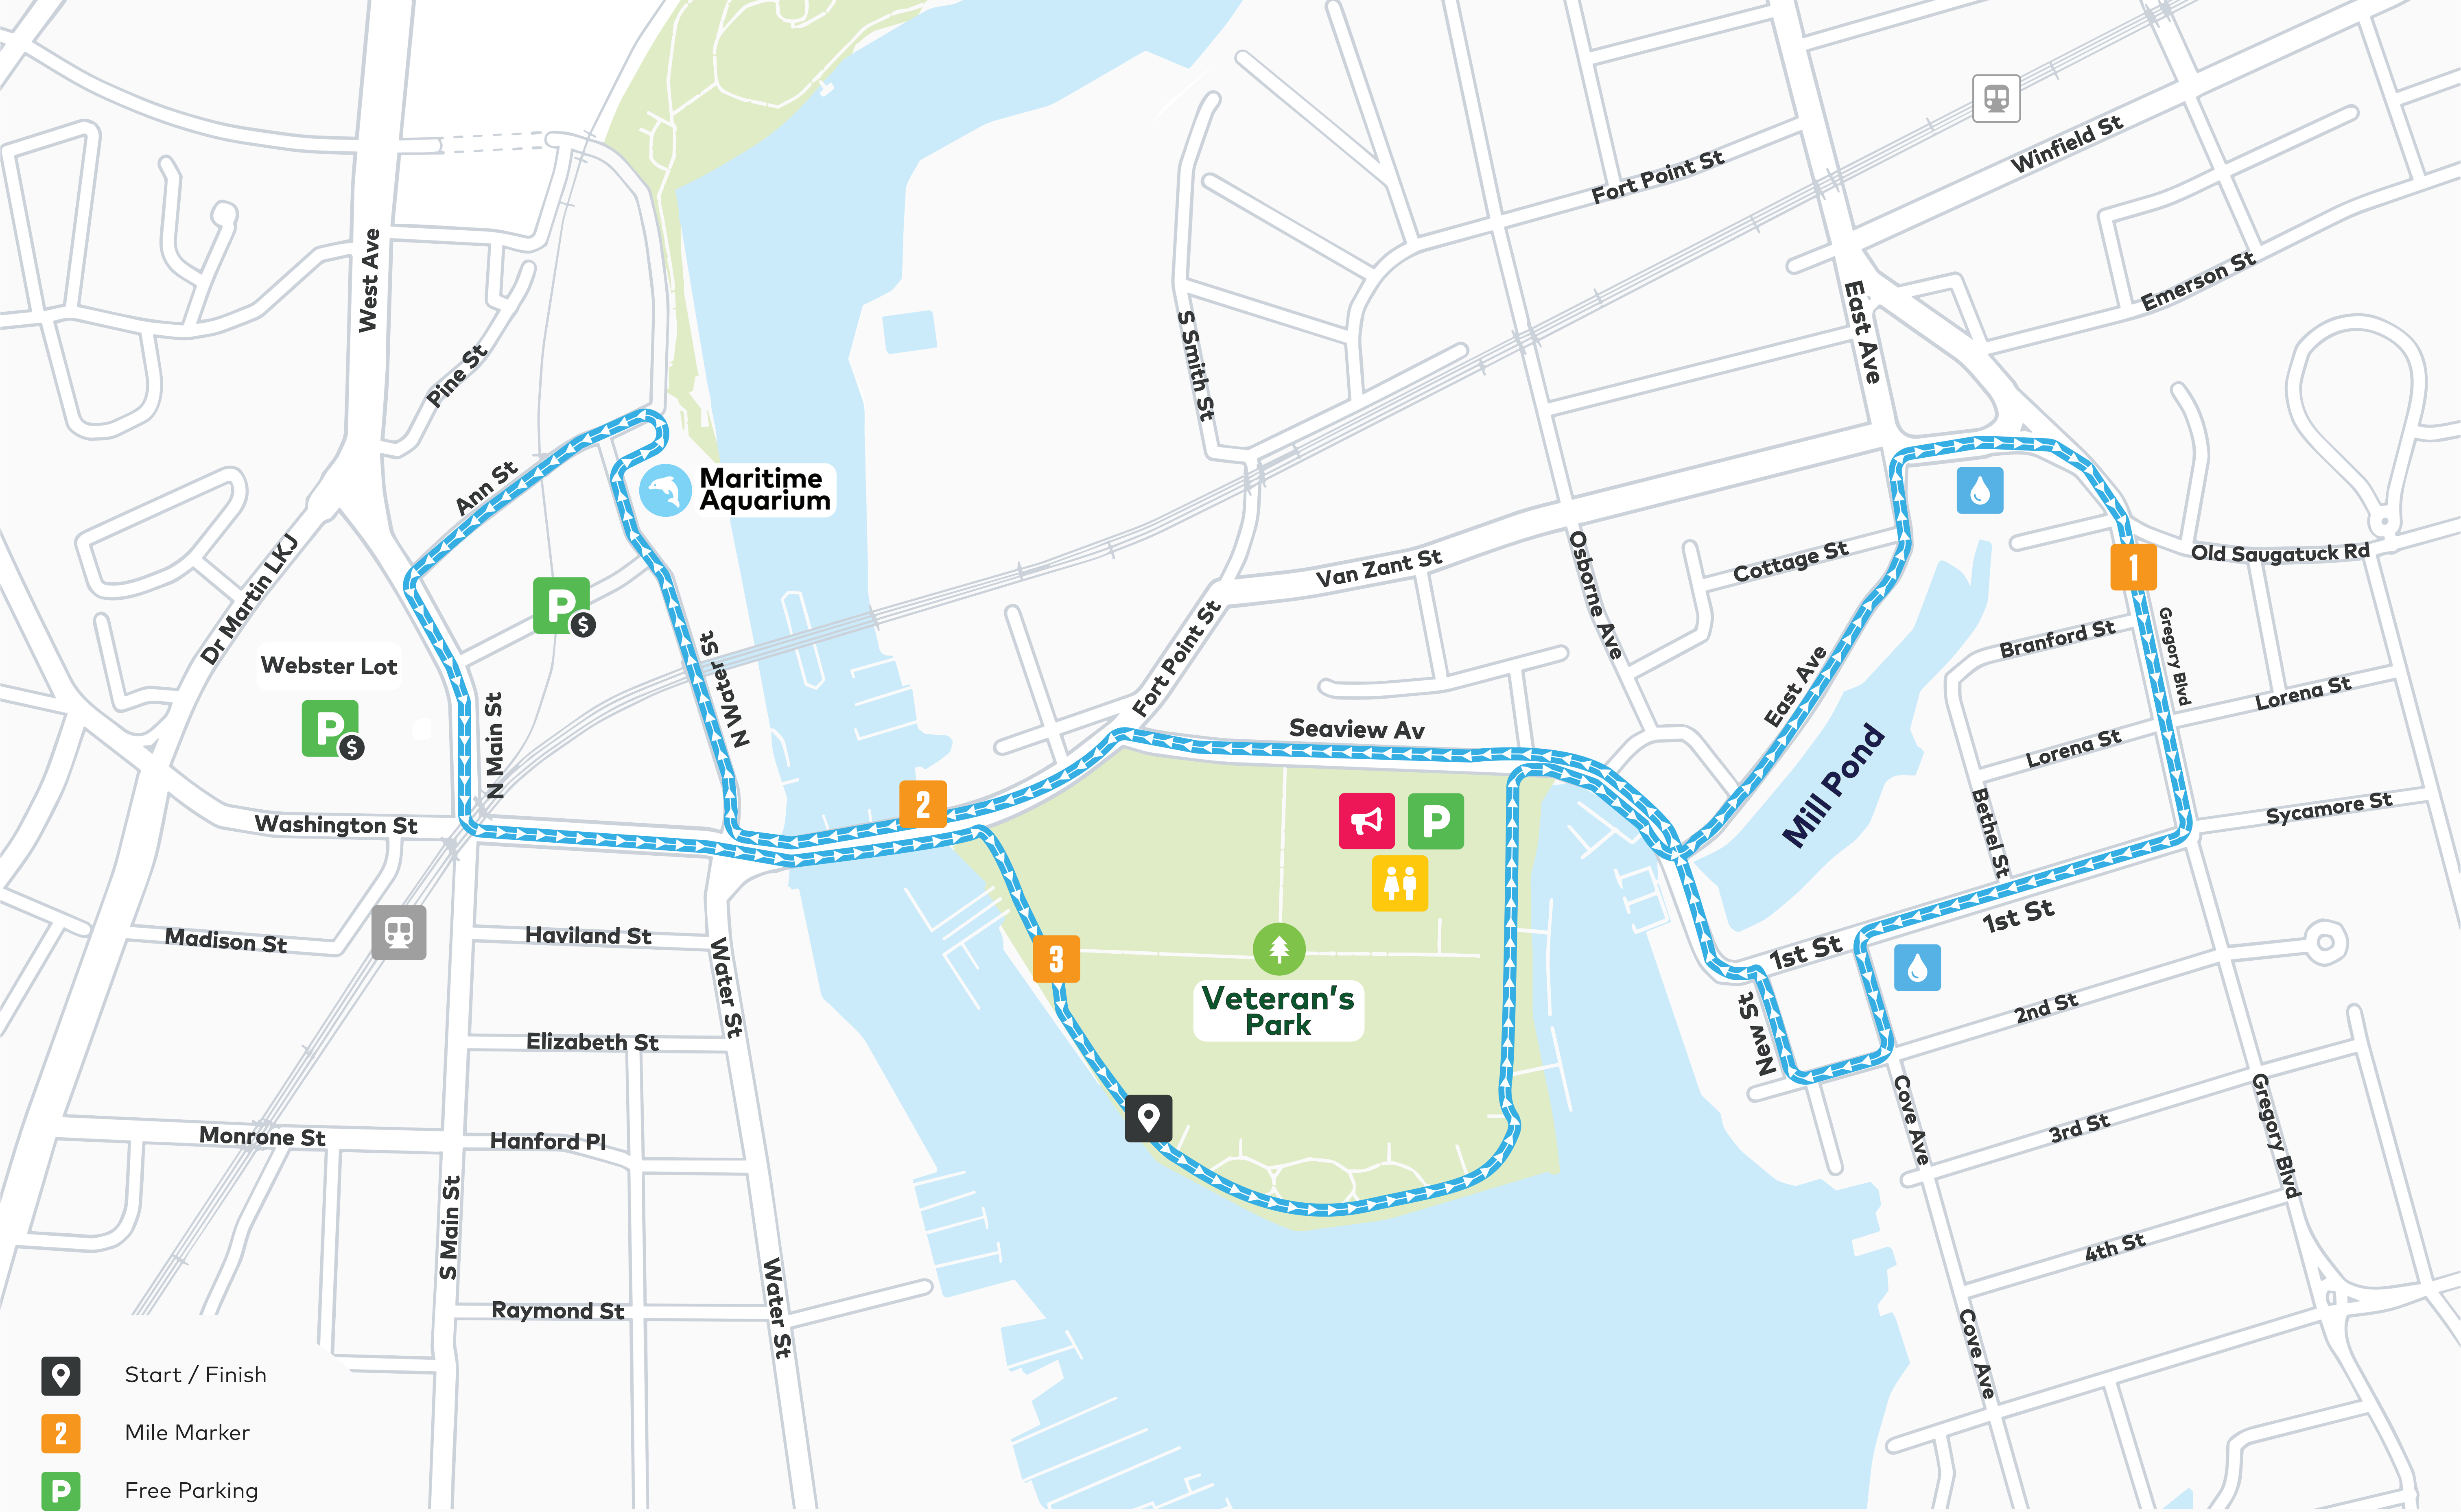 Fort Point St
Winfield St
West Ave
Emerson St
East Ave
S Smith St
Pine St
Ann St
Maritime
Aquarium
Van Zant St
Osborne Ave
Cottage St
Old Saugatuck Rd
1
P
$
Dr Martin LKJ
Webster Lot
P
$
N Water St
Fort Point St
Branford St
Gregory Blvd
East Ave
Lorena St
Lorena St
Seaview Av
N Main St
Mill Pond
2
P
Washington St
Bethel St
Sycamore St
1st St
1st St
Madison St
Haviland St
Water St
3
Veteran's
Park
New St
2nd St
Elizabeth St
Cove Ave
Gregory Blvd
3rd St
Monrone St
Hanford Pl
S Main St
4th St
Raymond St
Water St
Cove Ave
Start / Finish
2 Mile Marker
P Free Parking